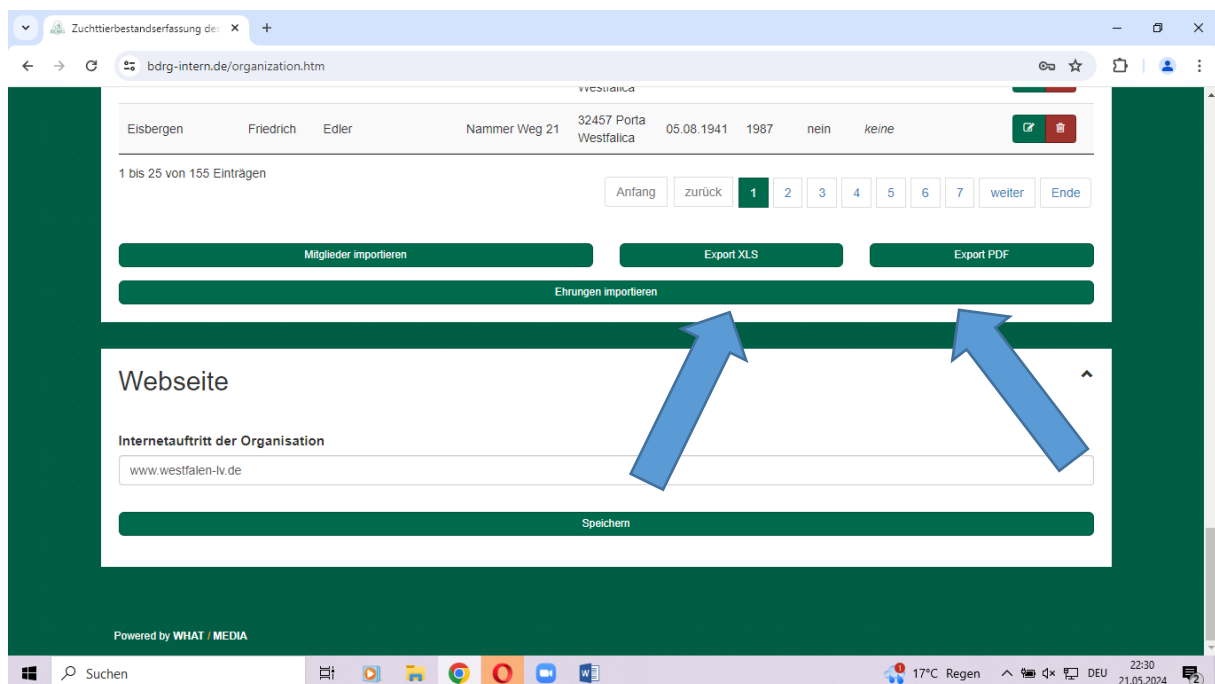 Zuchttierbestandserfassung de
bdrg-intern.de/organization.htm
Westfalica
Eisbergen Friedrich Edler Nammer Weg 21 32457 Porta Westfalica 05.08.1941 1987 nein keine
1 bis 25 von 155 Einträgen
Anfang zurück 1 2 3 4 5 6 7 weiter Ende
Mitglieder importieren Export XLS Export PDF
Ehrungen importieren
Webseite
Internetauftritt der Organisation
www.westfalen-lv.de
Speichern
Powered by WHAT / MEDIA
Suchen 17°C Regen DEU 22:30
21.05.2024